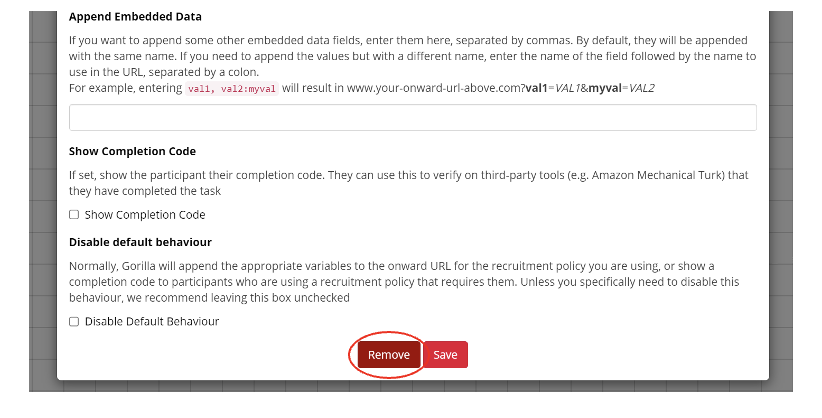 Append Embedded Data
If you want to append some other embedded data fields, enter them here, separated by commas. By default, they will be appended
with the same name. If you need to append the values but with a different name, enter the name of the field followed by the name to
use in the URL, separated by a colon.
For example, entering val1, val2:myval will result in www.your-onward-url-above.com?val1=VAL1&myval=VAL2
Show Completion Code
If set, show the participant their completion code. They can use this to verify on third-party tools (e.g. Amazon Mechanical Turk) that
they have completed the task
Show Completion Code
Disable default behaviour
Normally, Gorilla will append the appropriate variables to the onward URL for the recruitment policy you are using, or show a
completion code to participants who are using a recruitment policy that requires them. Unless you specifically need to disable this
behaviour, we recommend leaving this box unchecked
Disable Default Behaviour
Remove Save